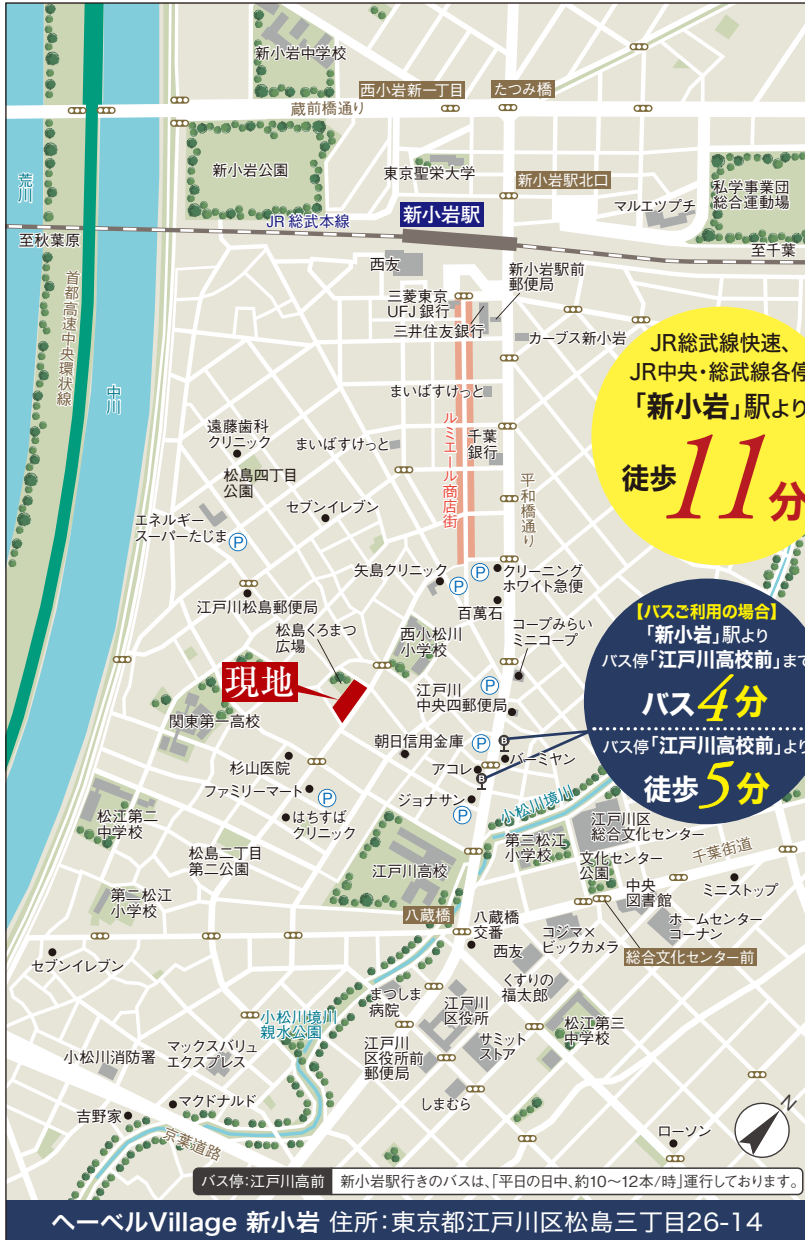 新小岩中学校
西小岩新一丁目
たつみ橋
蔵前橋通り
荒川
新小岩公園
東京聖栄大学
新小岩駅北口
マルエツプチ
私学事業団
総合運動場
JR 総武本線
新小岩駅
至秋葉原
至千葉
西友
新小岩駅前
郵便局
三菱東京
UFJ 銀行
三井住友銀行
カーブス新小岩
首都高速中央環状線
中川
JR総武線快速、
JR中央・総武線各停
「新小岩」駅より
徒歩11分
まいばすけっと
遠藤歯科
クリニック
まいばすけっと
ルミエール商店街
千葉
銀行
平和橋通り
松島四丁目
公園
エネルギー
スーパーたじま
P
セブンイレブン
矢島クリニック
P
P
クリーニング
ホワイト急便
百萬石
江戸川松島郵便局
松島くろまつ
広場
西小松川
小学校
コープみらい
ミニコープ
【バスご利用の場合】
「新小岩」駅より
バス停「江戸川高校前」まで
バス4分
バス停「江戸川高校前」より
徒歩5分
現地
P
江戸川
中央四郵便局
関東第一高校
朝日信用金庫
P
B
バーミヤン
杉山医院
アコレ
B
ファミリーマート
P
ジョナサン
P
小松川境川
はちすば
クリニック
松江第二
中学校
松島二丁目
第二公園
江戸川高校
第三松江
小学校
江戸川区
総合文化センター
文化センター
公園
千葉街道
第二松江
小学校
中央
図書館
ミニストップ
八蔵橋
八蔵橋
交番
コジマ×
ビックカメラ
ホームセンター
コーナン
セブンイレブン
西友
総合文化センター前
くすりの
福太郎
まつしま
病院
江戸川
区役所
小松川境川
親水公園
松江第三
中学校
小松川消防署
マックスバリュ
エクスプレス
江戸川
区役所前
郵便局
サミット
ストア
しまむら
マクドナルド
吉野家
京葉道路
ローソン
N
バス停:江戸川高前 新小岩駅行きのバスは、「平日の日中、約10〜12本/時」運行しております。
ヘーベルVillage 新小岩 住所:東京都江戸川区松島三丁目26-14